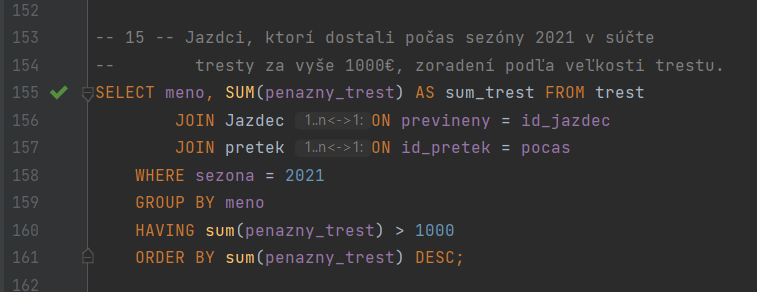 152
153 -- 15 -- Jazdci, ktorí dostali počas sezóny 2021 v súčte
154 -- tresty za vyše 1000€, zoradení podľa veľkosti trestu.
155 SELECT meno, SUM(penazny_trest) AS sum_trest FROM trest
156 JOIN Jazdec 1..n<->1: ON previneny = id_jazdec
157 JOIN pretek 1..n<->1: ON id_pretek = pocas
158 WHERE sezona = 2021
159 GROUP BY meno
160 HAVING sum(penazny_trest) > 1000
161 ORDER BY sum(penazny_trest) DESC;
162